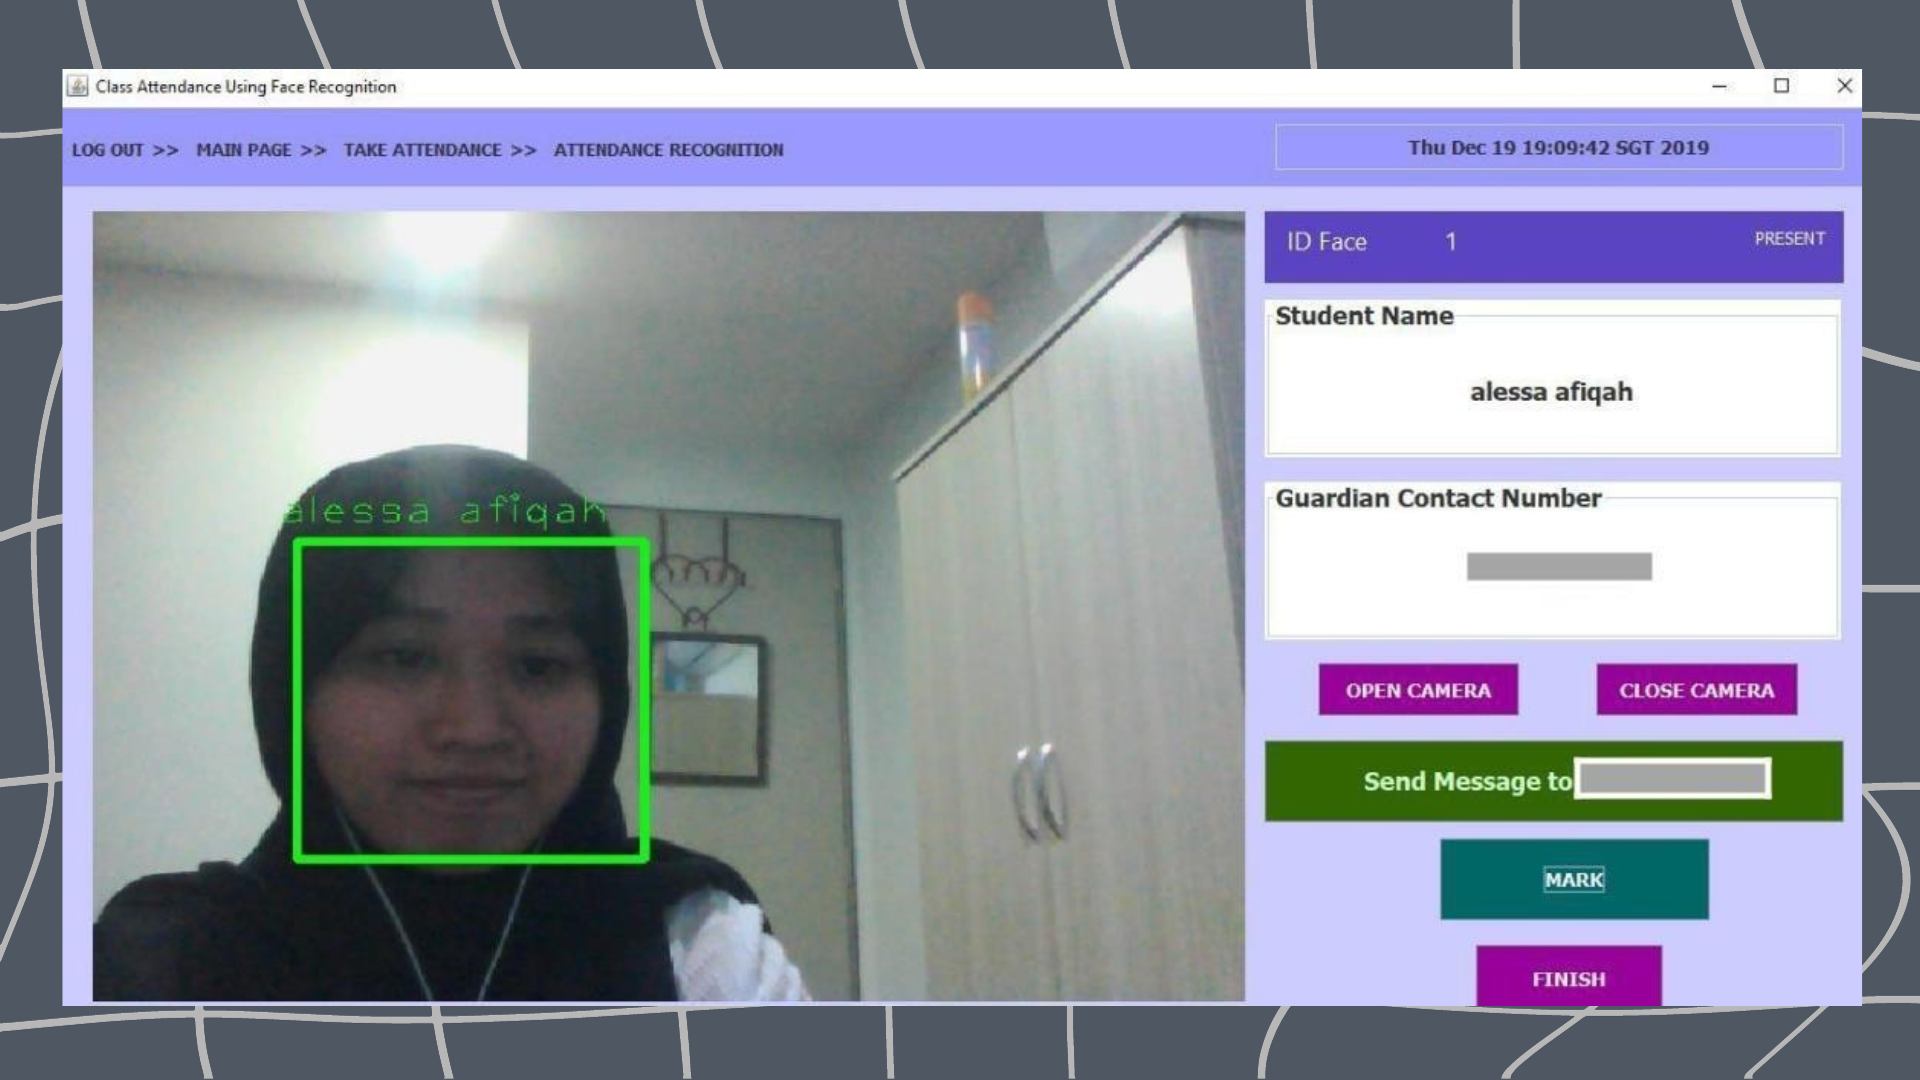 Class Attendance Using Face Recognition
LOG OUT >> MAIN PAGE >> TAKE ATTENDANCE >> ATTENDANCE RECOGNITION
Thu Dec 19 19:09:42 SGT 2019
alessa afiqah
ID Face 1 PRESENT
Student Name
alessa afiqah
Guardian Contact Number
OPEN CAMERA CLOSE CAMERA
Send Message to
MARK
FINISH